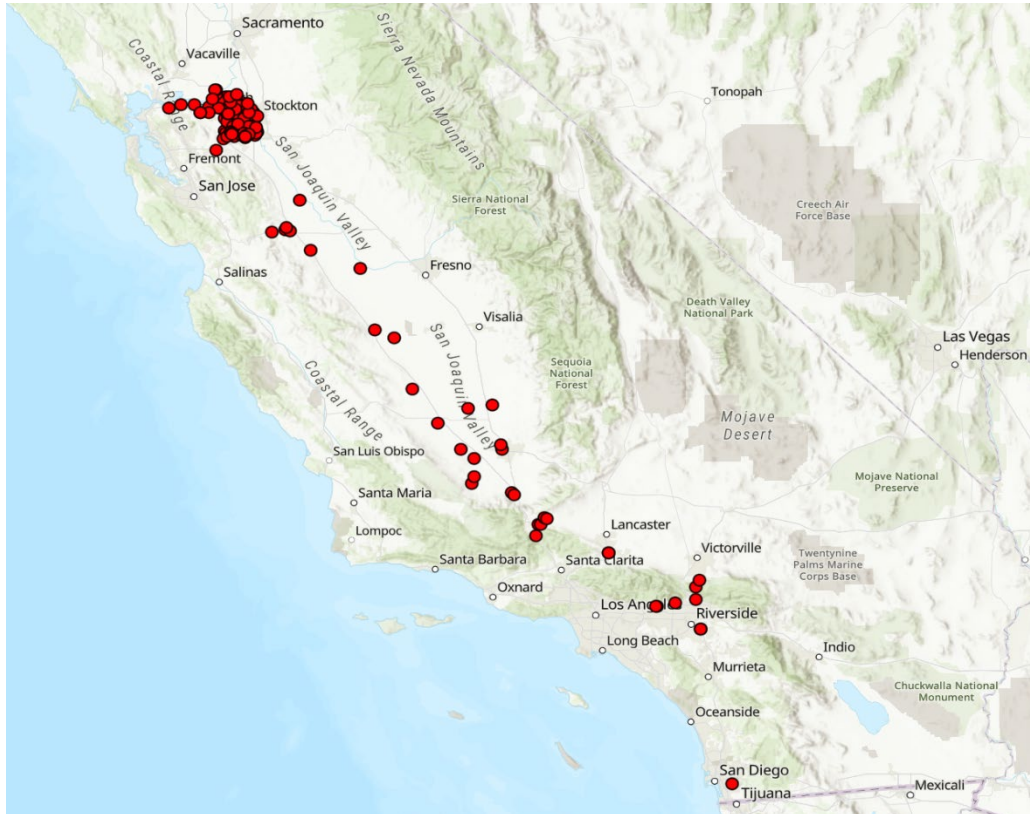 Sacramento
Coastal Range
Vacaville
Sierra Nevada Mountains
Stockton
Tonopah
San Joaquin Valley
Fremont
San Jose
Creech Air
Force Base
Sierra National
Forest
Salinas
Fresno
Death Valley
National Park
Visalia
San Joaquin Valley
Las Vegas
Henderson
Sequoia
National
Forest
Coastal Range
Mojave
Desert
San Luis Obispo
Mojave National
Preserve
Santa Maria
Lompoc
Lancaster
Victorville
Santa Barbara
Santa Clarita
Twentynine
Palms Marine
Corps Base
Oxnard
Los Angeles
Riverside
Long Beach
Indio
Murrieta
Chuckwalla National
Monument
Oceanside
San Diego
Mexicali
Tijuana